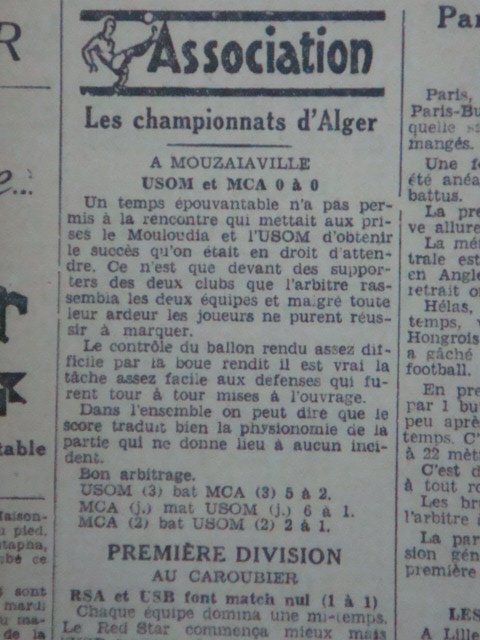 R
e...
T
table
Maison-
u pied.
stapha,
sont
mardi
Association
Les championnats d'Alger
A MOUZAIAVILLE
USOM et MCA 0 à 0
Un temps épouvantable n'a pas per-
mis à la rencontre qui mettait aux pri-
ses le Mouloudia et l'USOM d'obtenir
le succès qu'on était en droit d'atten-
dre. Ce n'est que devant des suppor-
ters des deux clubs que l'arbitre ras-
sembla les deux équipes et malgré toute
leur ardeur les joueurs ne purent réus-
sir à marquer.
Le contrôle du ballon rendu assez dif-
ficile par la boue rendit il est vrai la
tâche assez facile aux defenses qui fu-
rent tour à tour mises à l'ouvrage.
Dans l'ensemble on peut dire que le
score traduit bien la physionomie de la
partie qui ne donne lieu à aucun inci-
dent.
Bon arbitrage.
USOM (3) bat MCA (3) 5 à 2.
MCA (j.) mat USOM (j.) 6 à 1.
MCA (2) bat USOM (2) 2 à 1.
PREMIÈRE DIVISION
AU CAROUBIER
RSA et USB font match nul (1 à 1)
Chaque équipe domina une mi-temps.
Le Red Star commença mieux mais
Par
Paris,
Paris-Bu
quelle
mangés.
Une fo
été anéa
battus.
La pre
ve allure
La mé
trale est
en Angle
retrait o
Hélas,
temps, v
Hongrois
a gâché
football.
En pre
par 1 bu
peu aprè
temps. C'
à 22 mèt
C'est d
à tout ro
Les br
l'arbitre
La par
sion gén
première
LES
A Lille